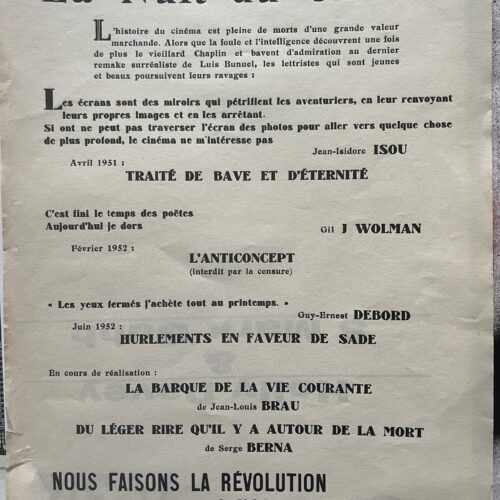 L'histoire du cinéma est pleine de morts d'une grande valeur
marchande. Alors que la foule et l'intelligence découvrent une fois
de plus le vieillard Chaplin et bavent d'admiration au dernier
remake surréaliste de Luis Bunuel, les lettristes qui sont jeunes
et beaux poursuivent leurs ravages :
Les écrans sont des miroirs qui pétrifient les aventuriers, en leur renvoyant
leurs propres images et en les arrêtant.
Si ont ne peut pas traverser l'écran des photos pour aller vers quelque chose
de plus profond, le cinéma ne m'intéresse pas
Jean-Isidore ISOU
Avril 1951 :
TRAITÉ DE BAVE ET D'ÉTERNITÉ
C'est fini le temps des poètes
Aujourd'hui je dors
Gil J WOLMAN
Février 1952 :
L'ANTICONCEPT
(interdit par la censure)
« Les yeux fermés j'achète tout au printemps. »
Guy-Ernest DEBORD
Juin 1952 :
HURLEMENTS EN FAVEUR DE SADE
En cours de réalisation :
LA BARQUE DE LA VIE COURANTE
de Jean-Louis BRAU
DU LÉGER RIRE QU'IL Y A AUTOUR DE LA MORT
de Serge BERNA
NOUS FAISONS LA RÉVOLUTION